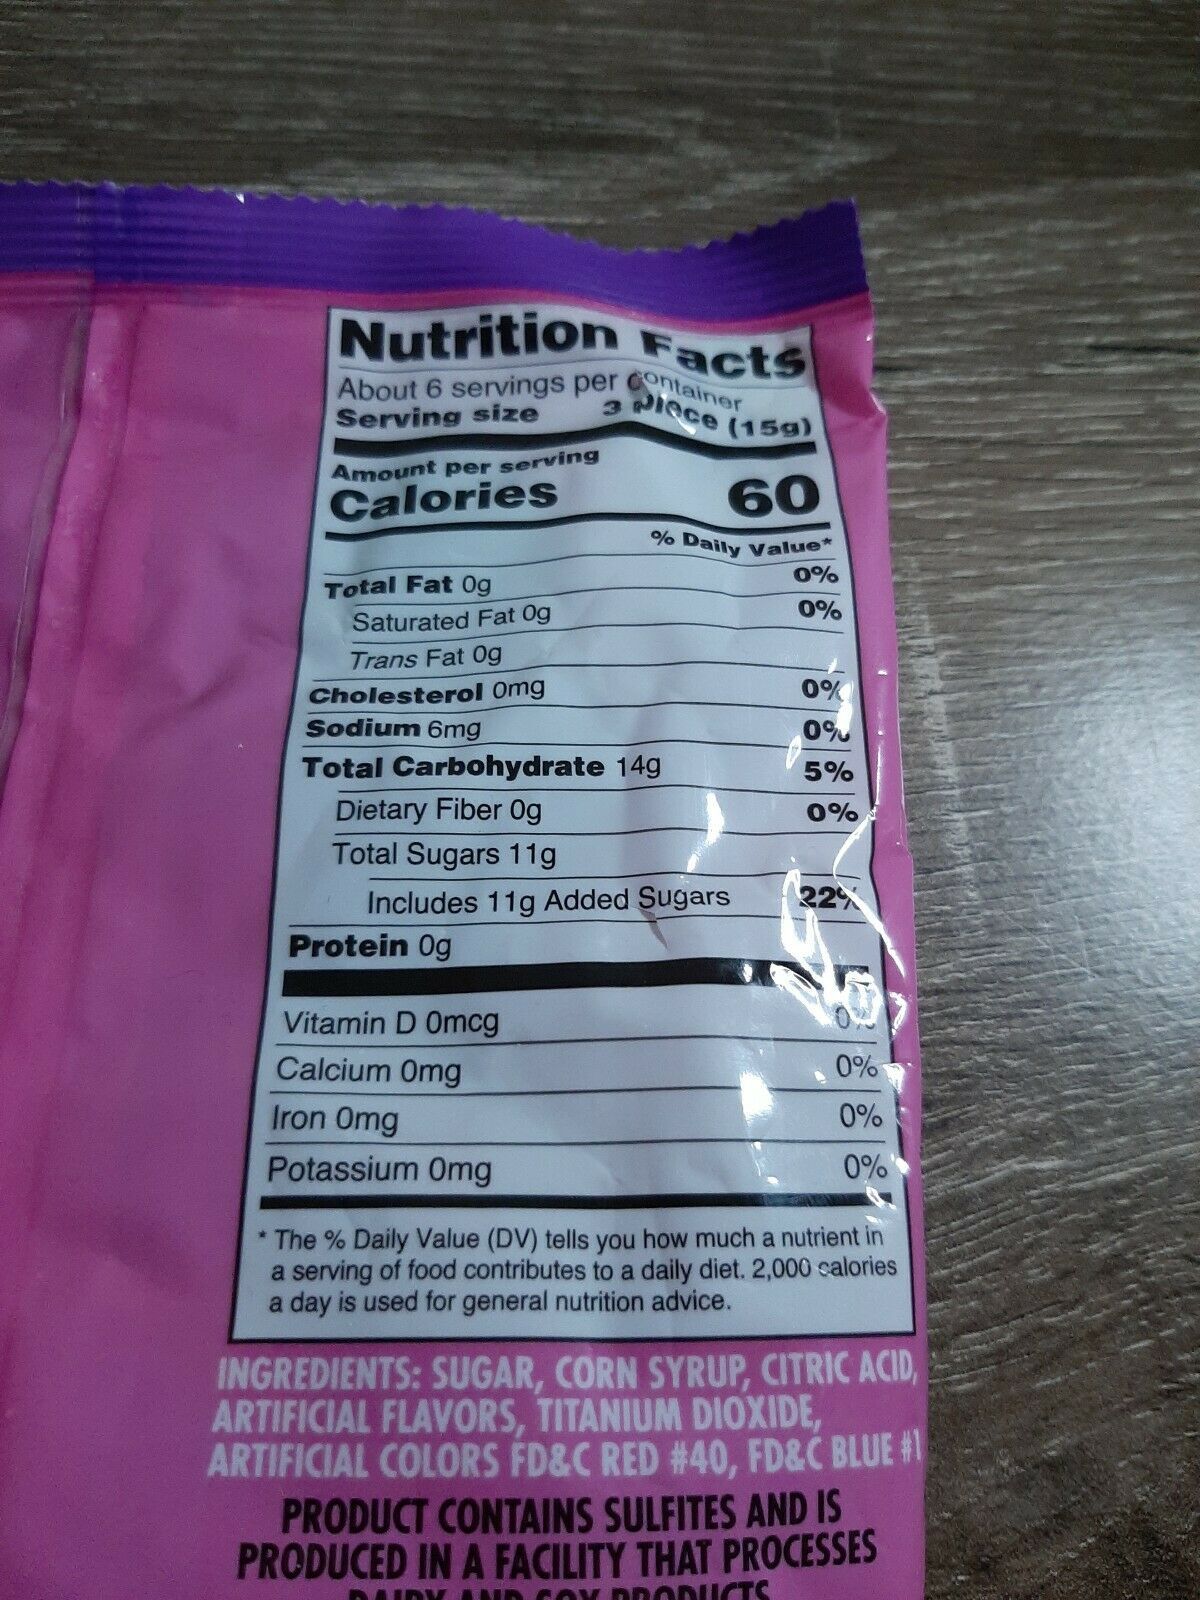 Nutrition Facts
About 6 servings per container
Serving size 3 piece (15g)
Amount per serving
Calories 60
% Daily Value*
Total Fat 0g 0%
Saturated Fat 0g 0%
Trans Fat 0g
Cholesterol 0mg 0%
Sodium 6mg 0%
Total Carbohydrate 14g 5%
Dietary Fiber 0g 0%
Total Sugars 11g
Includes 11g Added Sugars 22%
Protein 0g
Vitamin D 0mcg 0%
Calcium 0mg 0%
Iron 0mg 0%
Potassium 0mg 0%
* The % Daily Value (DV) tells you how much a nutrient in
a serving of food contributes to a daily diet. 2,000 calories
a day is used for general nutrition advice.
INGREDIENTS: SUGAR, CORN SYRUP, CITRIC ACID,
ARTIFICIAL FLAVORS, TITANIUM DIOXIDE,
ARTIFICIAL COLORS FD&C RED #40, FD&C BLUE #1
PRODUCT CONTAINS SULFITES AND IS
PRODUCED IN A FACILITY THAT PROCESSES
DAIRY AND SOY PRODUCTS